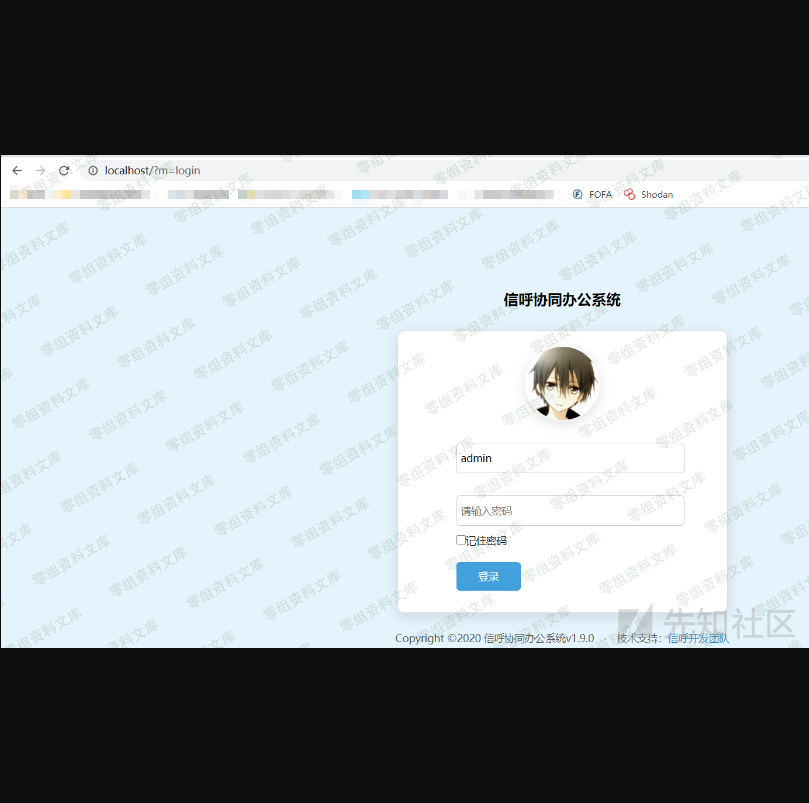 localhost/?m=login
FOFA Shodan
信呼协同办公系统
admin
请输入密码
记住密码
登录
Copyright ©2020 信呼协同办公系统v1.9.0 - 技术支持：信呼开发团队
零组资料文库
先知社区